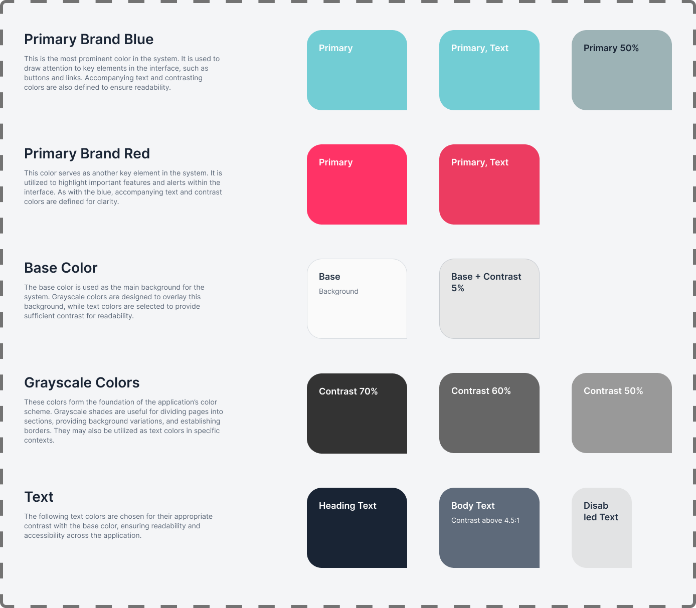 Primary Brand Blue
This is the most prominent color in the system. It is used to
draw attention to key elements in the interface, such as
buttons and links. Accompanying text and contrasting
colors are also defined to ensure readability.
Primary
Primary, Text
Primary 50%
Primary Brand Red
This color serves as another key element in the system. It is
utilized to highlight important features and alerts within the
interface. As with the blue, accompanying text and contrast
colors are defined for clarity.
Primary
Primary, Text
Base Color
The base color is used as the main background for the
system. Grayscale colors are designed to overlay this
background, while text colors are selected to provide
sufficient contrast for readability.
Base
Background
Base + Contrast
5%
Grayscale Colors
These colors form the foundation of the application's color
scheme. Grayscale shades are useful for dividing pages into
sections, providing background variations, and establishing
borders. They may also be utilized as text colors in specific
contexts.
Contrast 70%
Contrast 60%
Contrast 50%
Text
The following text colors are chosen for their appropriate
contrast with the base color, ensuring readability and
accessibility across the application.
Heading Text
Body Text
Contrast above 4.5:1
Disab
led Text